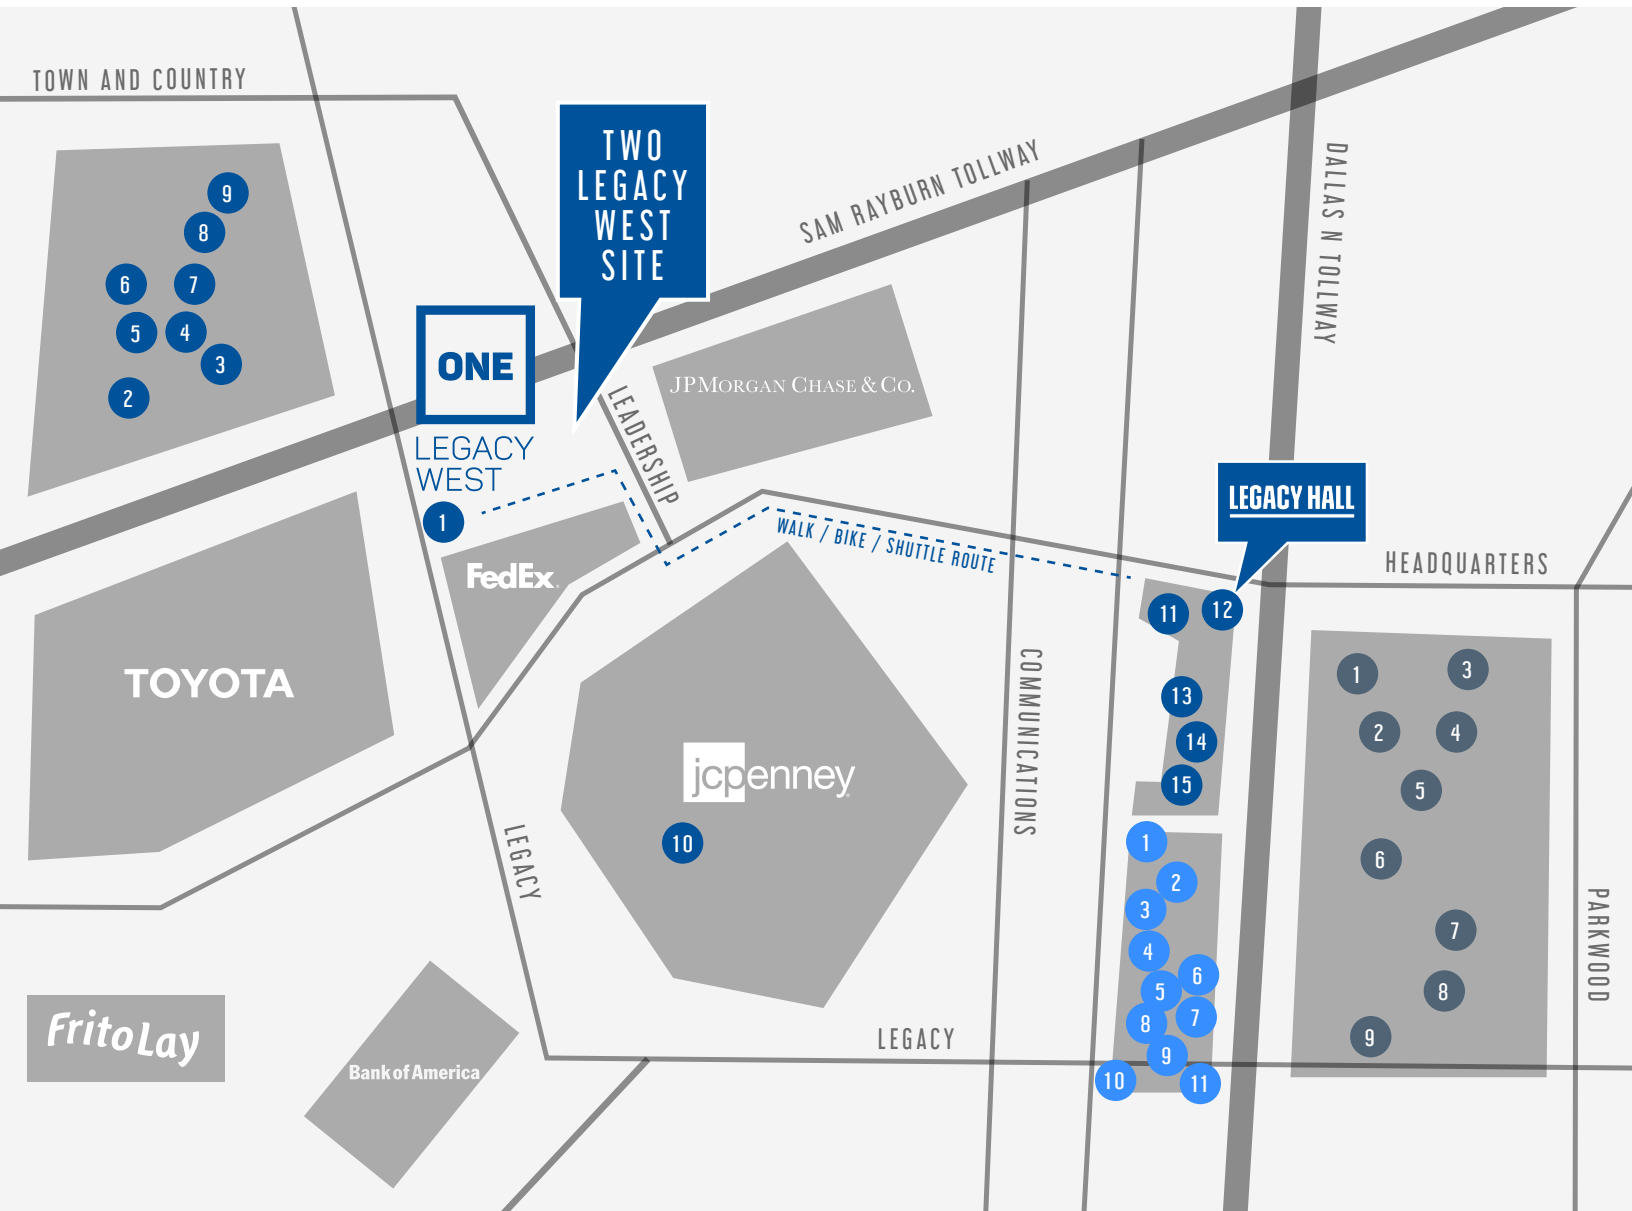 TOWN AND COUNTRY
TWO
LEGACY
WEST
SITE
SAM RAYBURN TOLLWAY
DALLAS N TOLLWAY
9
8
6
7
5
4
3
2
ONE
LEGACY
WEST
1
LEADERSHIP
JPMORGAN CHASE & CO.
LEGACY HALL
WALK / BIKE / SHUTTLE ROUTE
HEADQUARTERS
FedEx®
TOYOTA
jcpenney®
10
COMMUNICATIONS
11
12
13
14
15
1
2
3
4
5
6
7
8
9
10
11
1
3
2
4
5
6
7
8
9
PARKWOOD
LEGACY
LEGACY
Frito Lay
Bank of America